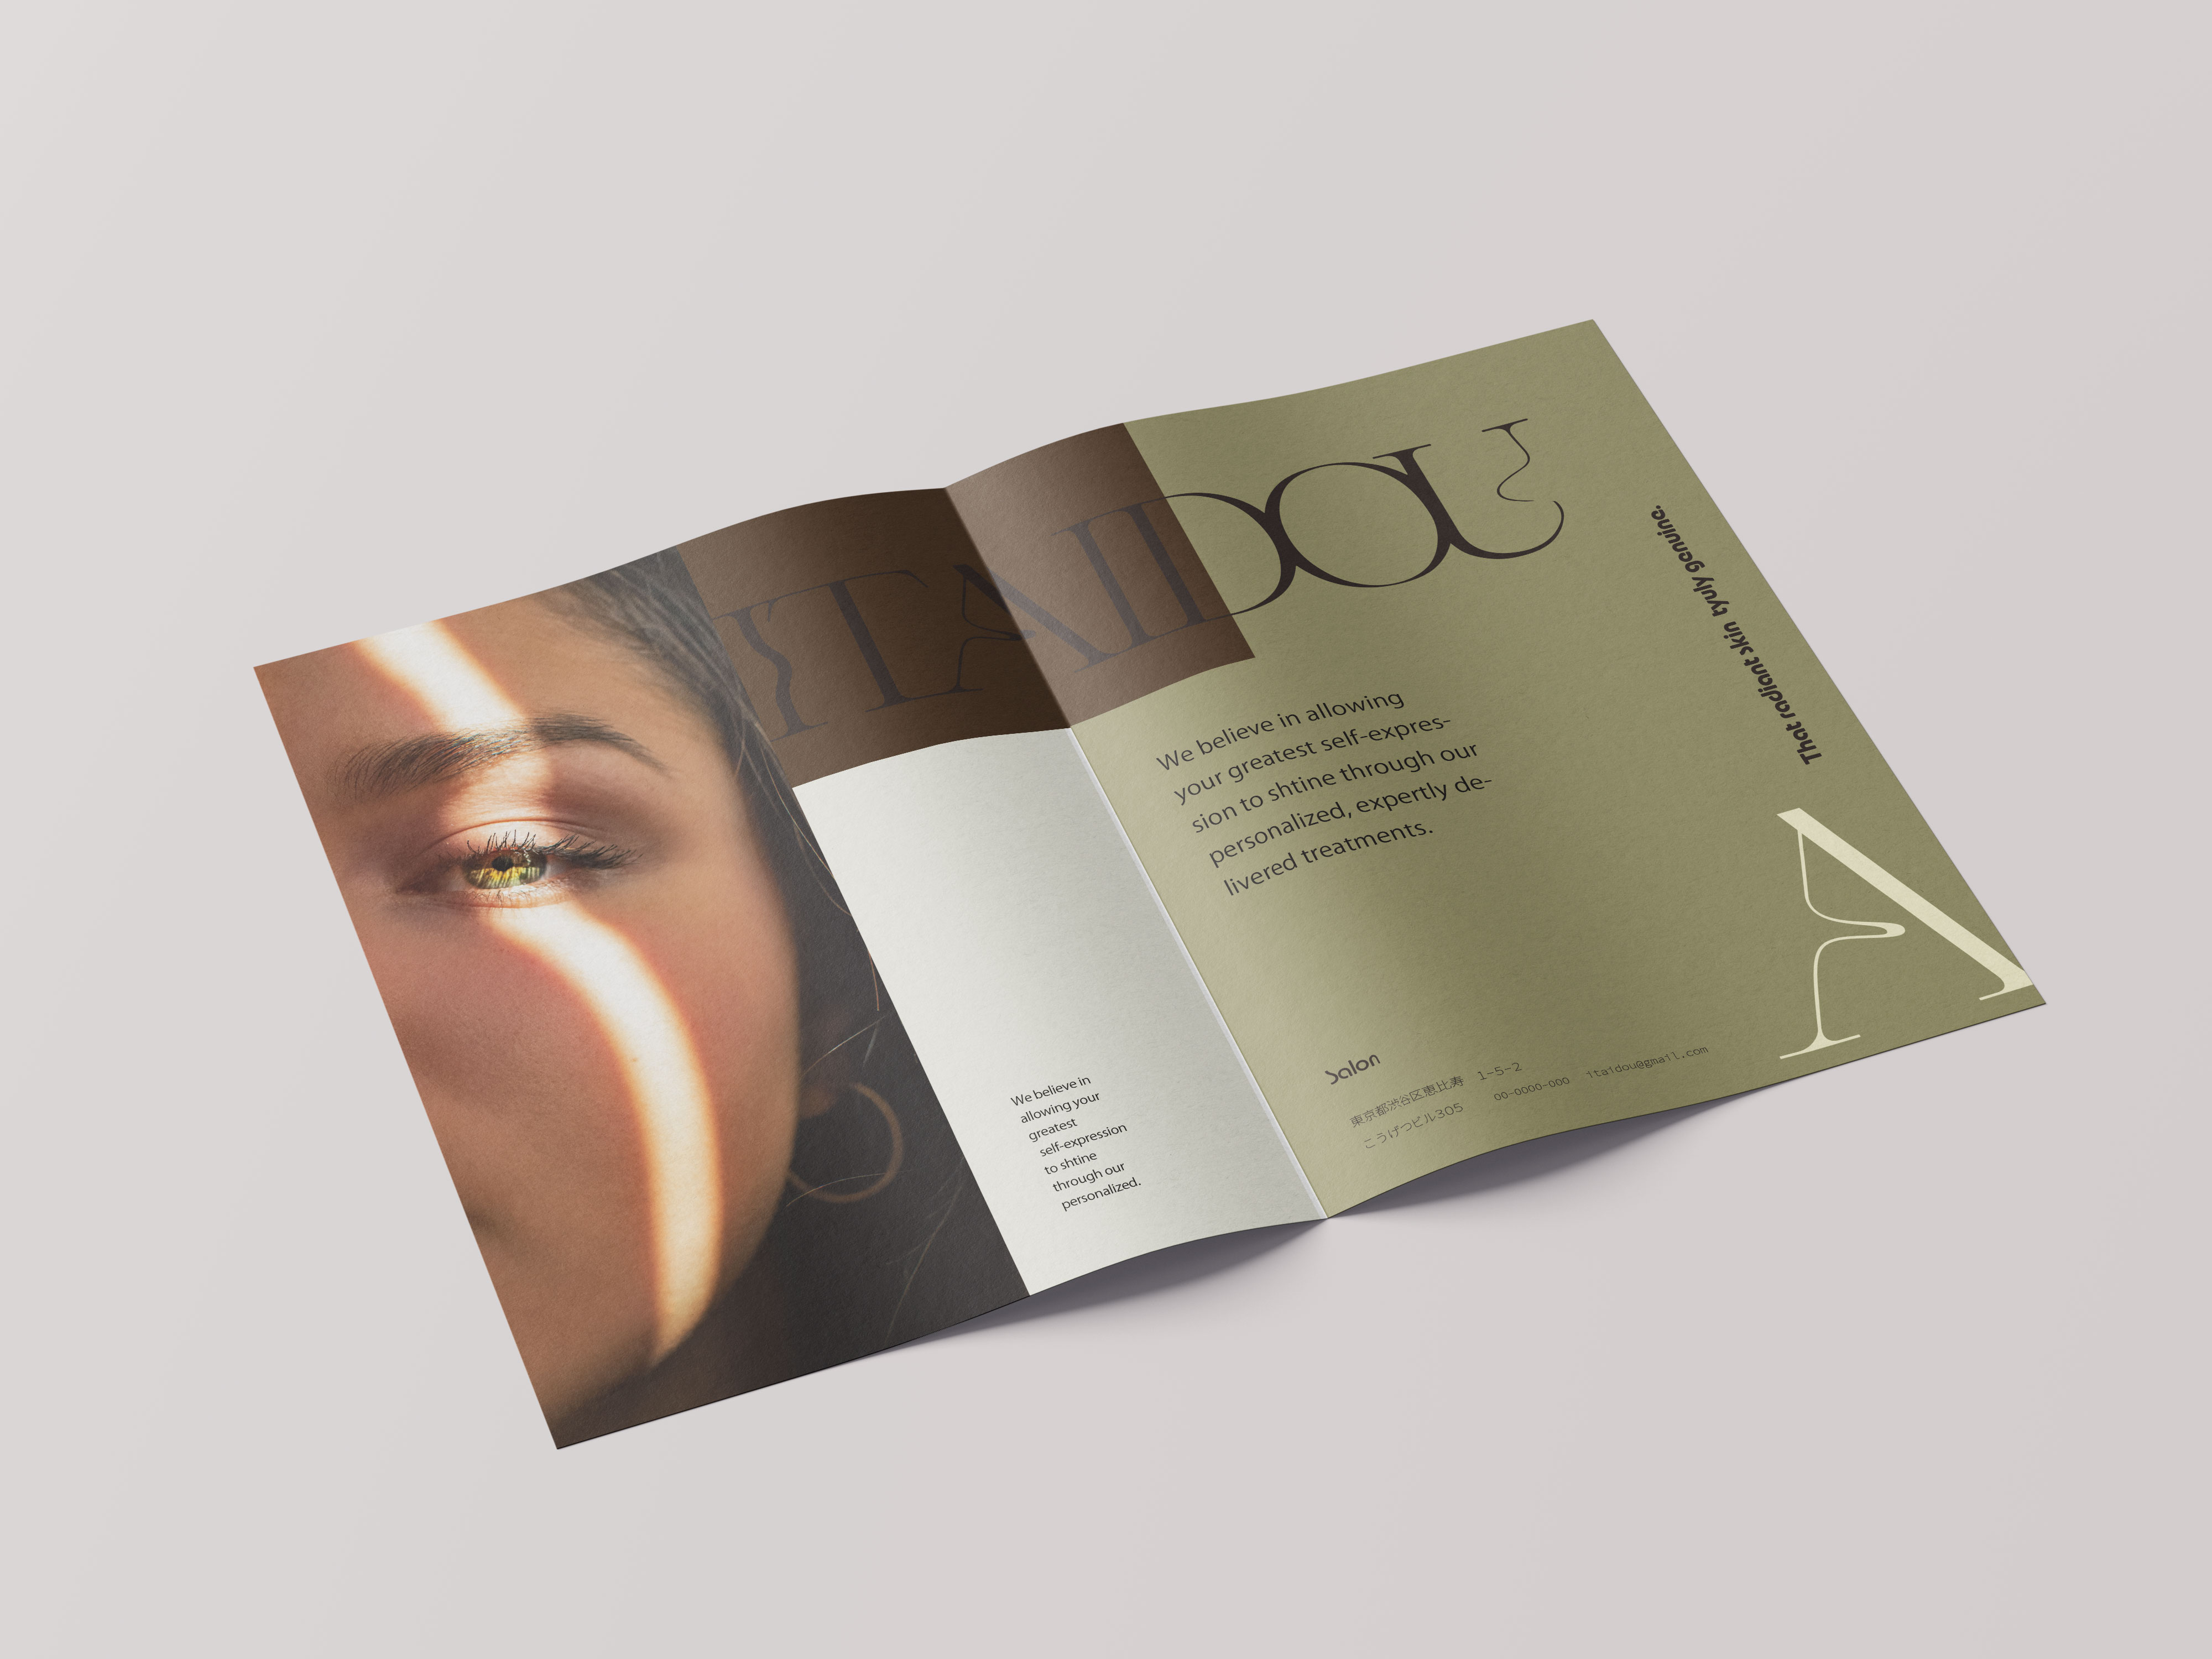 ITAIDOU
We believe in
allowing your
greatest
self-expression
to shtine
through our
personalized.
We believe in allowing
your greatest self-expres-
sion to shtine through our
personalized, expertly de-
livered treatments.
That radiant skin tyuly genuine.
A
Salon
東京都渋谷区恵比寿 1-5-2
こうげつビル305 00-0000-000 itaidou@gmail.com